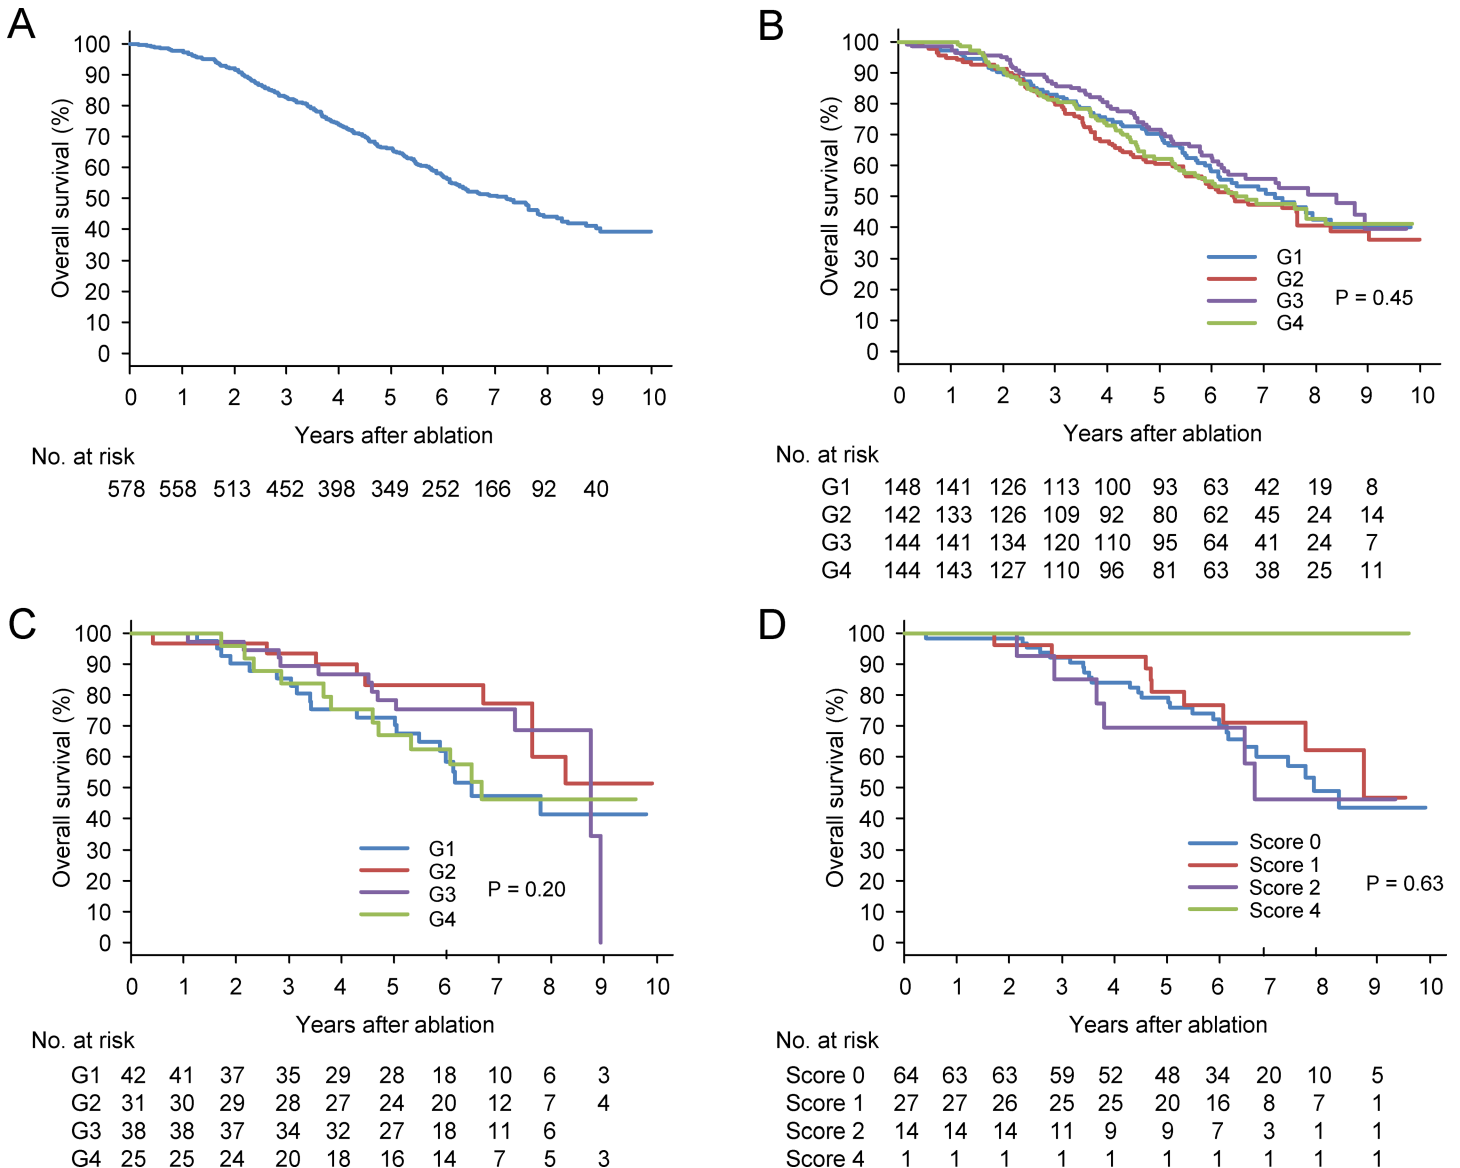 A
Overall survival (%)
100
90
80
70
60
50
40
30
20
10
0
0 1 2 3 4 5 6 7 8 9 10
Years after ablation
No. at risk
578 558 513 452 398 349 252 166 92 40
B
Overall survival (%)
100
90
80
70
60
50
40
30
20
10
0
G1
G2
G3
G4
P = 0.45
0 1 2 3 4 5 6 7 8 9 10
Years after ablation
No. at risk
G1 148 141 126 113 100 93 63 42 19 8
G2 142 133 126 109 92 80 62 45 24 14
G3 144 141 134 120 110 95 64 41 24 7
G4 144 143 127 110 96 81 63 38 25 11
C
Overall survival (%)
100
90
80
70
60
50
40
30
20
10
0
G1
G2
G3
G4
P = 0.20
0 1 2 3 4 5 6 7 8 9 10
Years after ablation
No. at risk
G1 42 41 37 35 29 28 18 10 6 3
G2 31 30 29 28 27 24 20 12 7 4
G3 38 38 37 34 32 27 18 11 6
G4 25 25 24 20 18 16 14 7 5 3
D
Overall survival (%)
100
90
80
70
60
50
40
30
20
10
0
Score 0
Score 1
Score 2
Score 4
P = 0.63
0 1 2 3 4 5 6 7 8 9 10
Years after ablation
No. at risk
Score 0 64 63 63 59 52 48 34 20 10 5
Score 1 27 27 26 25 25 20 16 8 7 1
Score 2 14 14 14 11 9 9 7 3 1 1
Score 4 1 1 1 1 1 1 1 1 1 1